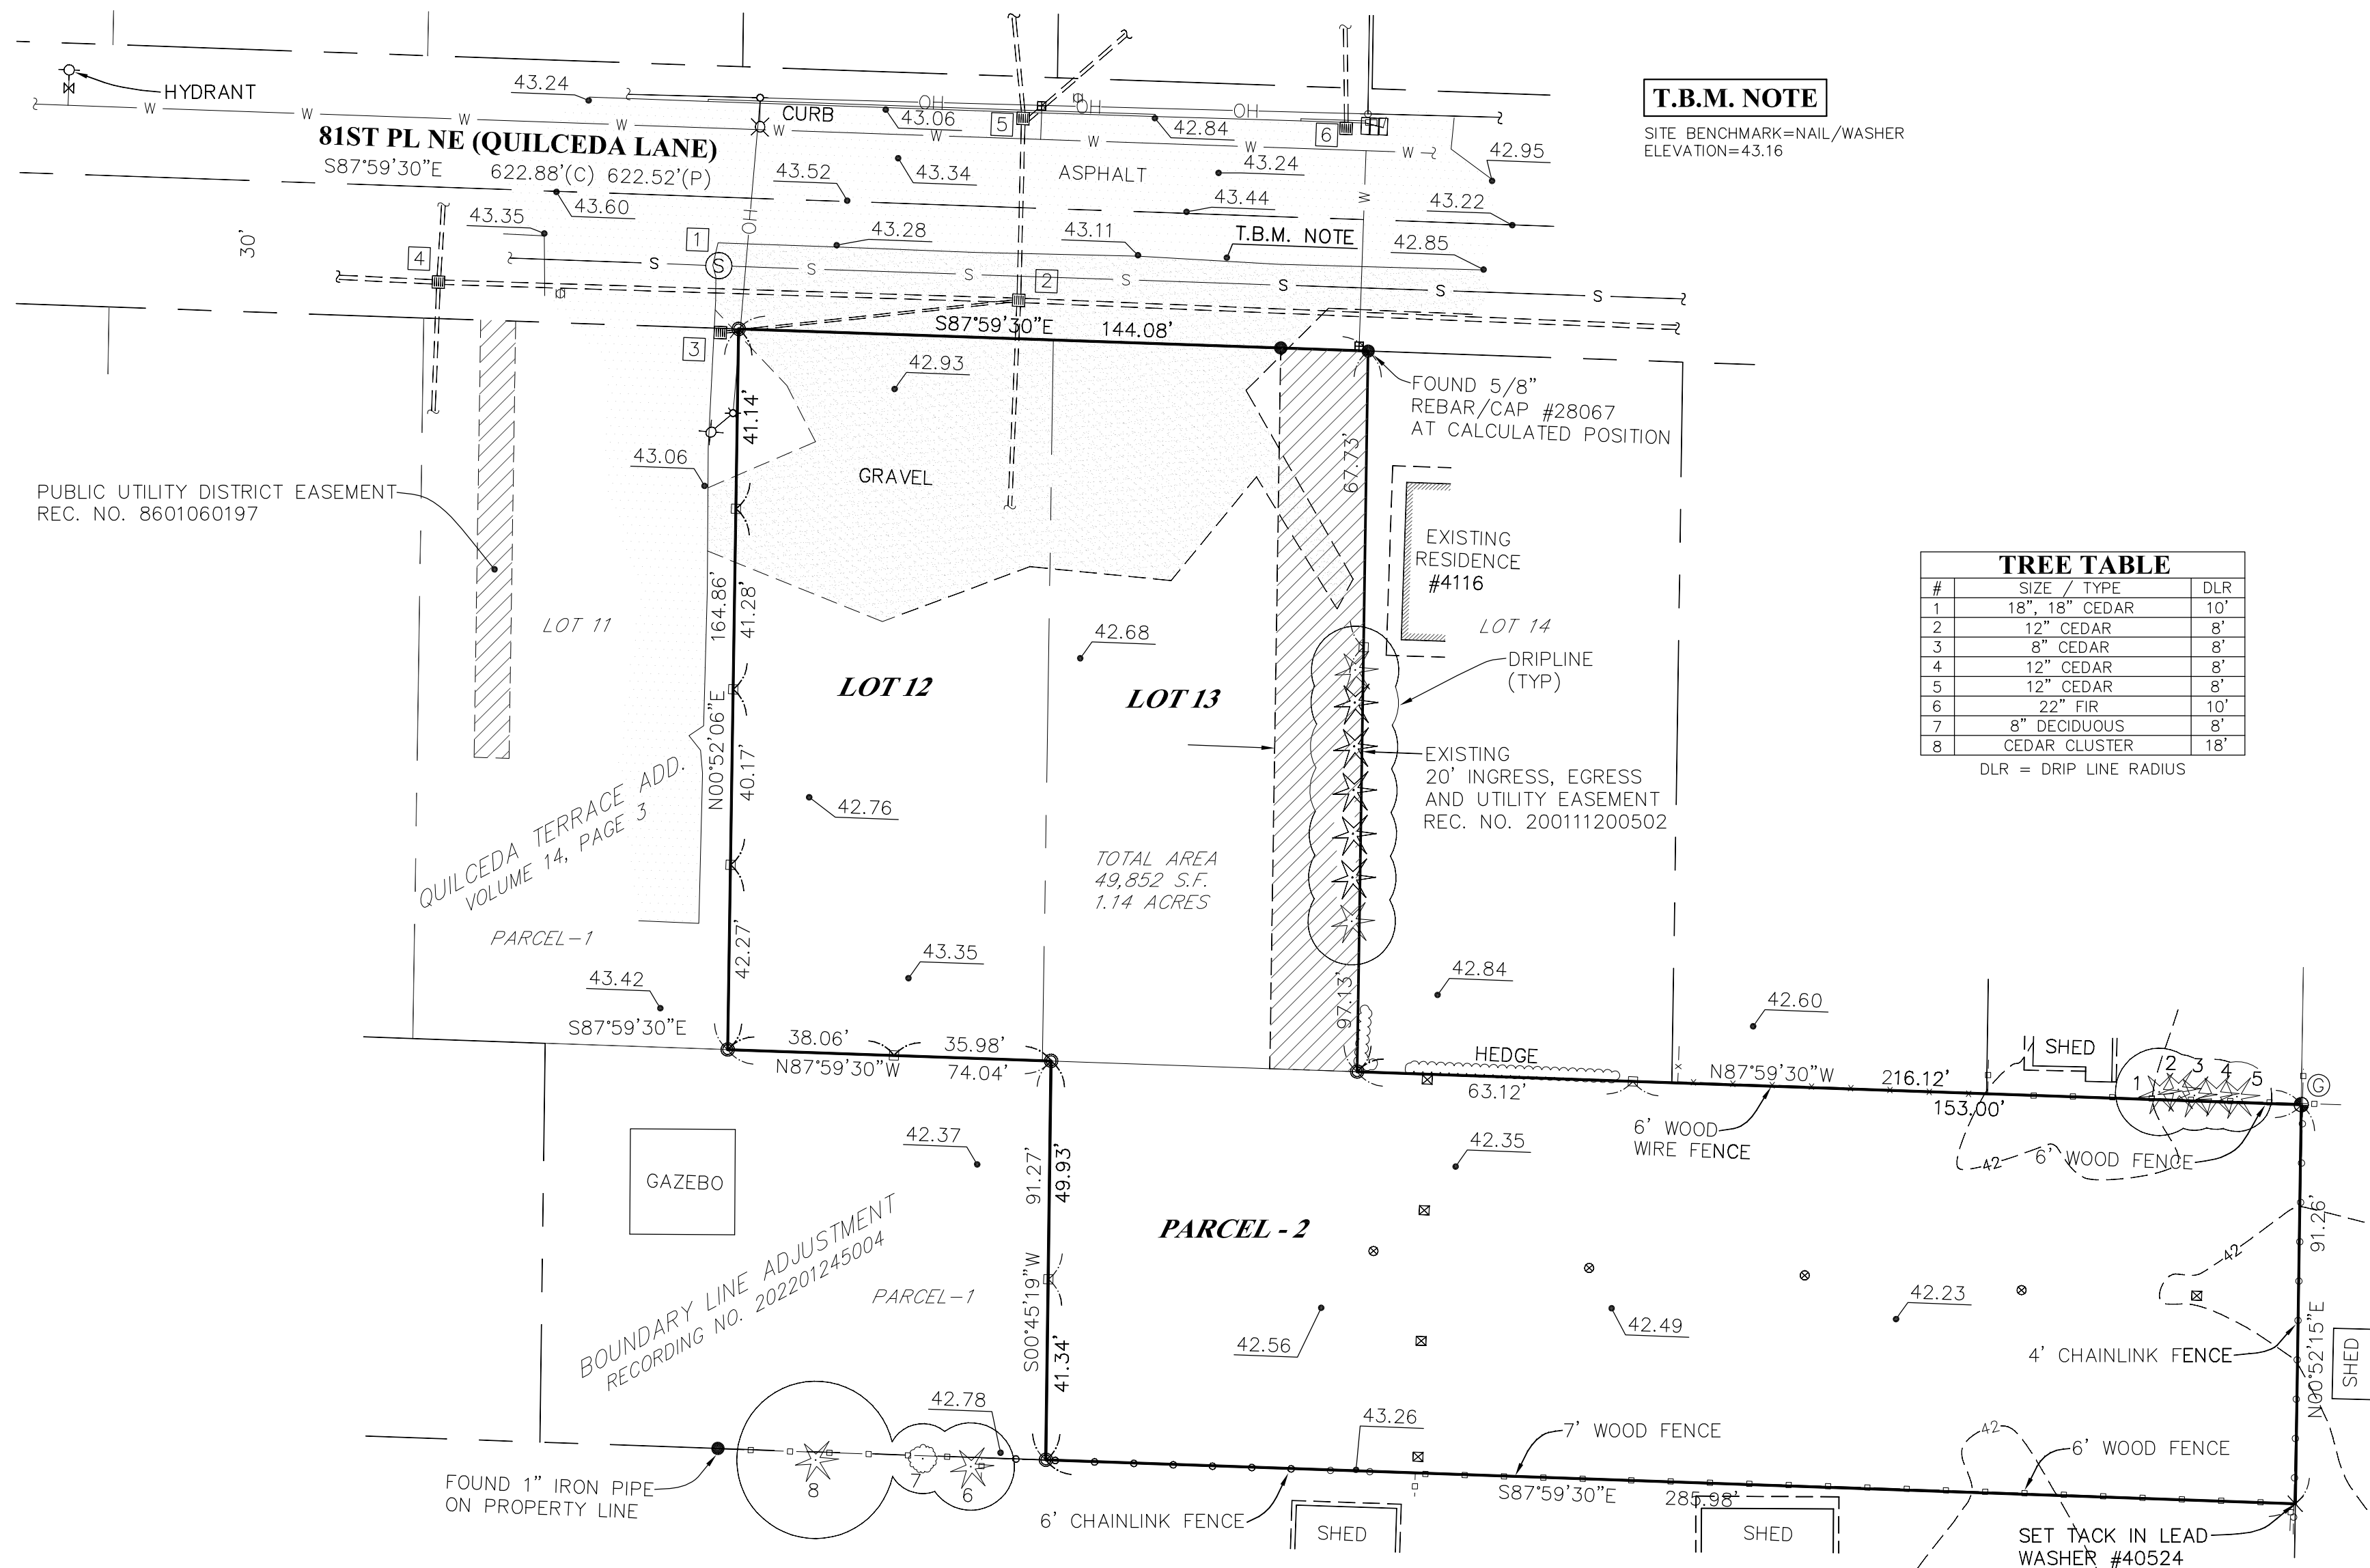 HYDRANT
43.24
CURB
OH
OH
OH
43.06
42.84
T.B.M. NOTE
SITE BENCHMARK=NAIL/WASHER
ELEVATION=43.16
W
W
W
W
W
W
W
W
W
W
5
6
81ST PL NE (QUILCEDA LANE)
S87°59'30"E
622.88'(C) 622.52'(P)
43.52
43.34
ASPHALT
43.24
42.95
43.60
43.35
43.44
43.22
30'
OH
43.28
43.11
T.B.M. NOTE
42.85
1
4
2
3
S
S
S
S
S
S
S
S
S87°59'30"E
144.08'
42.93
FOUND 5/8"
REBAR/CAP #28067
AT CALCULATED POSITION
41.14'
67.73'
43.06
GRAVEL
PUBLIC UTILITY DISTRICT EASEMENT
REC. NO. 8601060197
EXISTING
RESIDENCE
#4116
LOT 14
LOT 11
164.86'
41.28'
42.68
DRIPLINE
(TYP)
LOT 12
LOT 13
N00°52'06"E
40.17'
42.76
EXISTING
20' INGRESS, EGRESS
AND UTILITY EASEMENT
REC. NO. 200111200502
QUILCEDA TERRACE ADD.
VOLUME 14, PAGE 3
TOTAL AREA
49,852 S.F.
1.14 ACRES
TREE TABLE
# SIZE / TYPE DLR
1 18", 18" CEDAR 10'
2 12" CEDAR 8'
3 8" CEDAR 8'
4 12" CEDAR 8'
5 12" CEDAR 8'
6 22" FIR 10'
7 8" DECIDUOUS 8'
8 CEDAR CLUSTER 18'
DLR = DRIP LINE RADIUS
PARCEL-1
42.27'
43.35
42.84
43.42
97.13'
42.60
S87°59'30"E
38.06'
35.98'
N87°59'30"W
74.04'
HEDGE
63.12'
N87°59'30"W
216.12'
153.00'
SHED
1
2
3
4
5
G
6' WOOD
WIRE FENCE
42
6' WOOD FENCE
GAZEBO
42.37
91.27'
49.93'
42.35
91.26'
PARCEL - 2
42
BOUNDARY LINE ADJUSTMENT
RECORDING NO. 202201245004
PARCEL-1
S00°45'19"W
41.34'
42.56
42.49
42.23
4' CHAINLINK FENCE
N00°52'15"E
SHED
42.78
43.26
7' WOOD FENCE
42
6' WOOD FENCE
FOUND 1" IRON PIPE
ON PROPERTY LINE
8
7
6
6' CHAINLINK FENCE
SHED
S87°59'30"E
285.98'
SHED
SET TACK IN LEAD
WASHER #40524